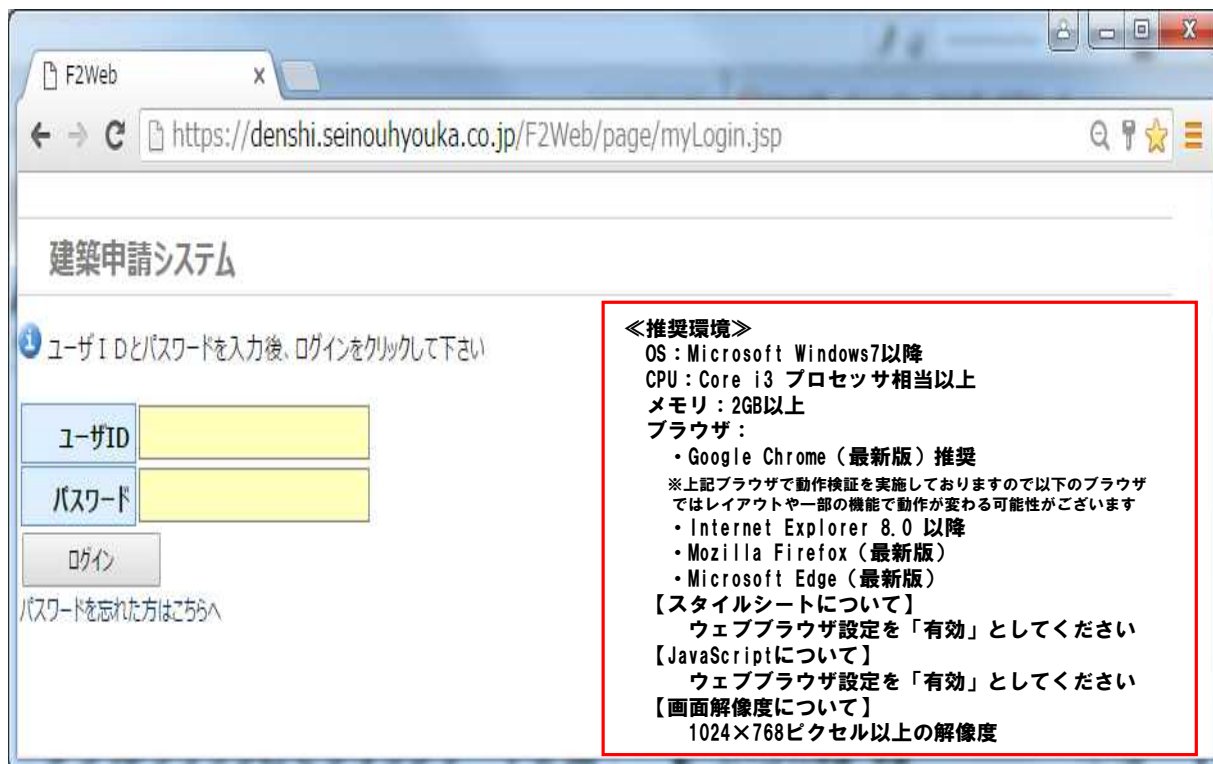 F2Web
https://denshi.seinouhyouka.co.jp/F2Web/page/myLogin.jsp
建築申請システム
ユーザIDとパスワードを入力後、ログインをクリックして下さい
ユーザID
パスワード
ログイン
パスワードを忘れた方はこちらへ
≪推奨環境≫
OS：Microsoft Windows7以降
CPU：Core i3 プロセッサ相当以上
メモリ：2GB以上
ブラウザ：
・Google Chrome（最新版）推奨
※上記ブラウザで動作検証を実施しておりますので以下のブラウザ
ではレイアウトや一部の機能で動作が変わる可能性がございます
・Internet Explorer 8.0 以降
・Mozilla Firefox（最新版）
・Microsoft Edge（最新版）
【スタイルシートについて】
ウェブブラウザ設定を「有効」としてください
【JavaScriptについて】
ウェブブラウザ設定を「有効」としてください
【画面解像度について】
1024×768ピクセル以上の解像度